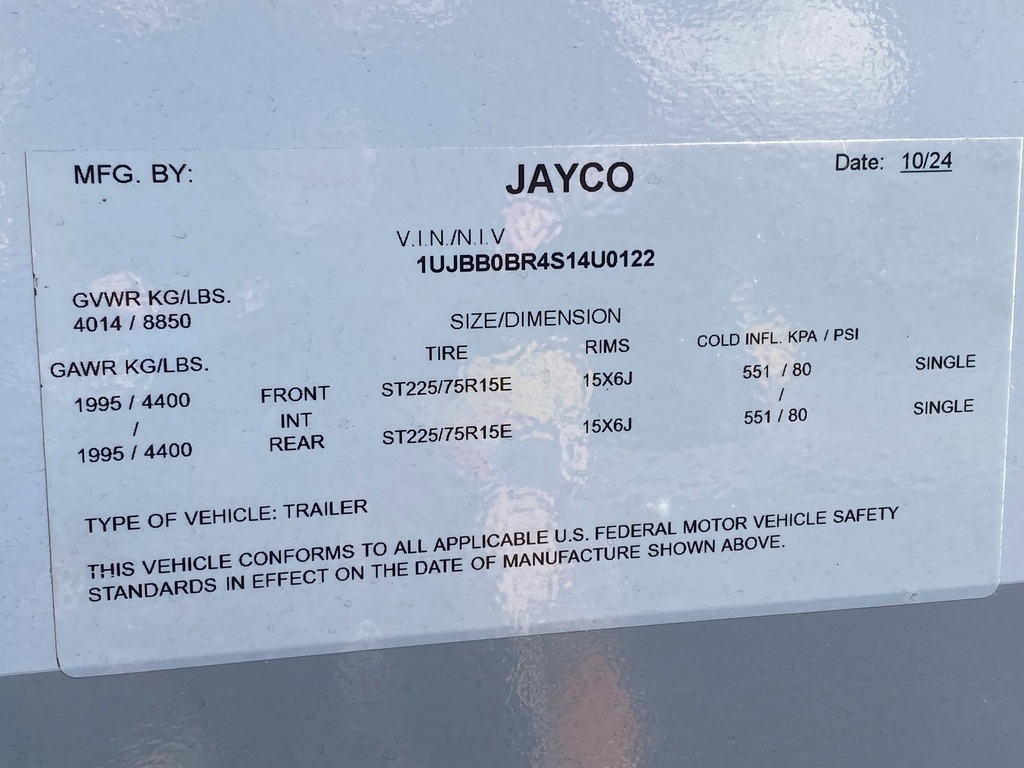 MFG. BY: JAYCO Date: 10/24
V.I.N./N.I.V
1UJBB0BR4S14U0122
GVWR KG/LBS.
4014 / 8850
SIZE/DIMENSION
GAWR KG/LBS. TIRE RIMS COLD INFL. KPA / PSI
1995 / 4400 FRONT ST225/75R15E 15X6J 551 / 80 SINGLE
/ INT /
1995 / 4400 REAR ST225/75R15E 15X6J 551 / 80 SINGLE
TYPE OF VEHICLE: TRAILER
THIS VEHICLE CONFORMS TO ALL APPLICABLE U.S. FEDERAL MOTOR VEHICLE SAFETY
STANDARDS IN EFFECT ON THE DATE OF MANUFACTURE SHOWN ABOVE.